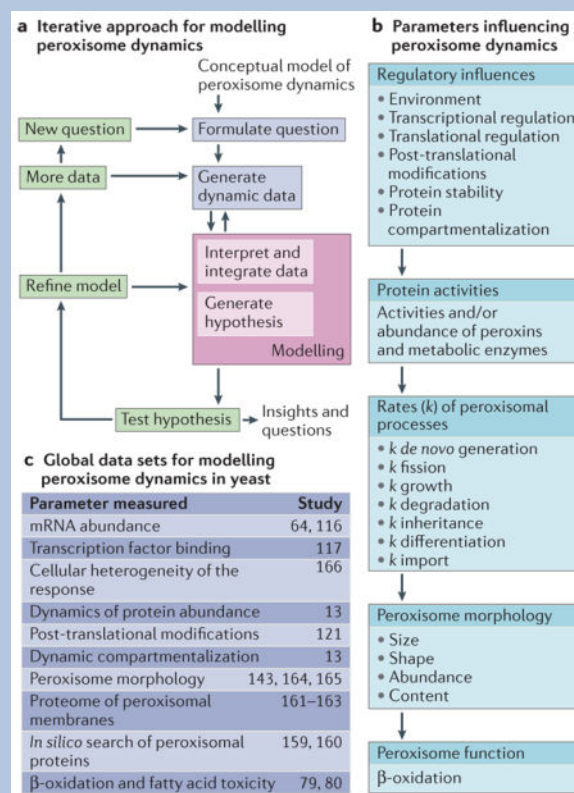 a Iterative approach for modelling
peroxisome dynamics
Conceptual model of
peroxisome dynamics
New question
Formulate question
More data
Generate
dynamic data
Refine model
Interpret and
integrate data
Generate
hypothesis
Modelling
Test hypothesis
Insights and
questions
c Global data sets for modelling
peroxisome dynamics in yeast
Parameter measured Study
mRNA abundance 64, 116
Transcription factor binding 117
Cellular heterogeneity of the 166
response
Dynamics of protein abundance 13
Post-translational modifications 121
Dynamic compartmentalization 13
Peroxisome morphology 143, 164, 165
Proteome of peroxisomal 161–163
membranes
In silico search of peroxisomal 159, 160
proteins
β-oxidation and fatty acid toxicity 79, 80
b Parameters influencing
peroxisome dynamics
Regulatory influences
• Environment
• Transcriptional regulation
• Translational regulation
• Post-translational
modifications
• Protein stability
• Protein
compartmentalization
Protein activities
Activities and/or
abundance of peroxins
and metabolic enzymes
Rates (k) of peroxisomal
processes
• k de novo generation
• k fission
• k growth
• k degradation
• k inheritance
• k differentiation
• k import
Peroxisome morphology
• Size
• Shape
• Abundance
• Content
Peroxisome function
β-oxidation